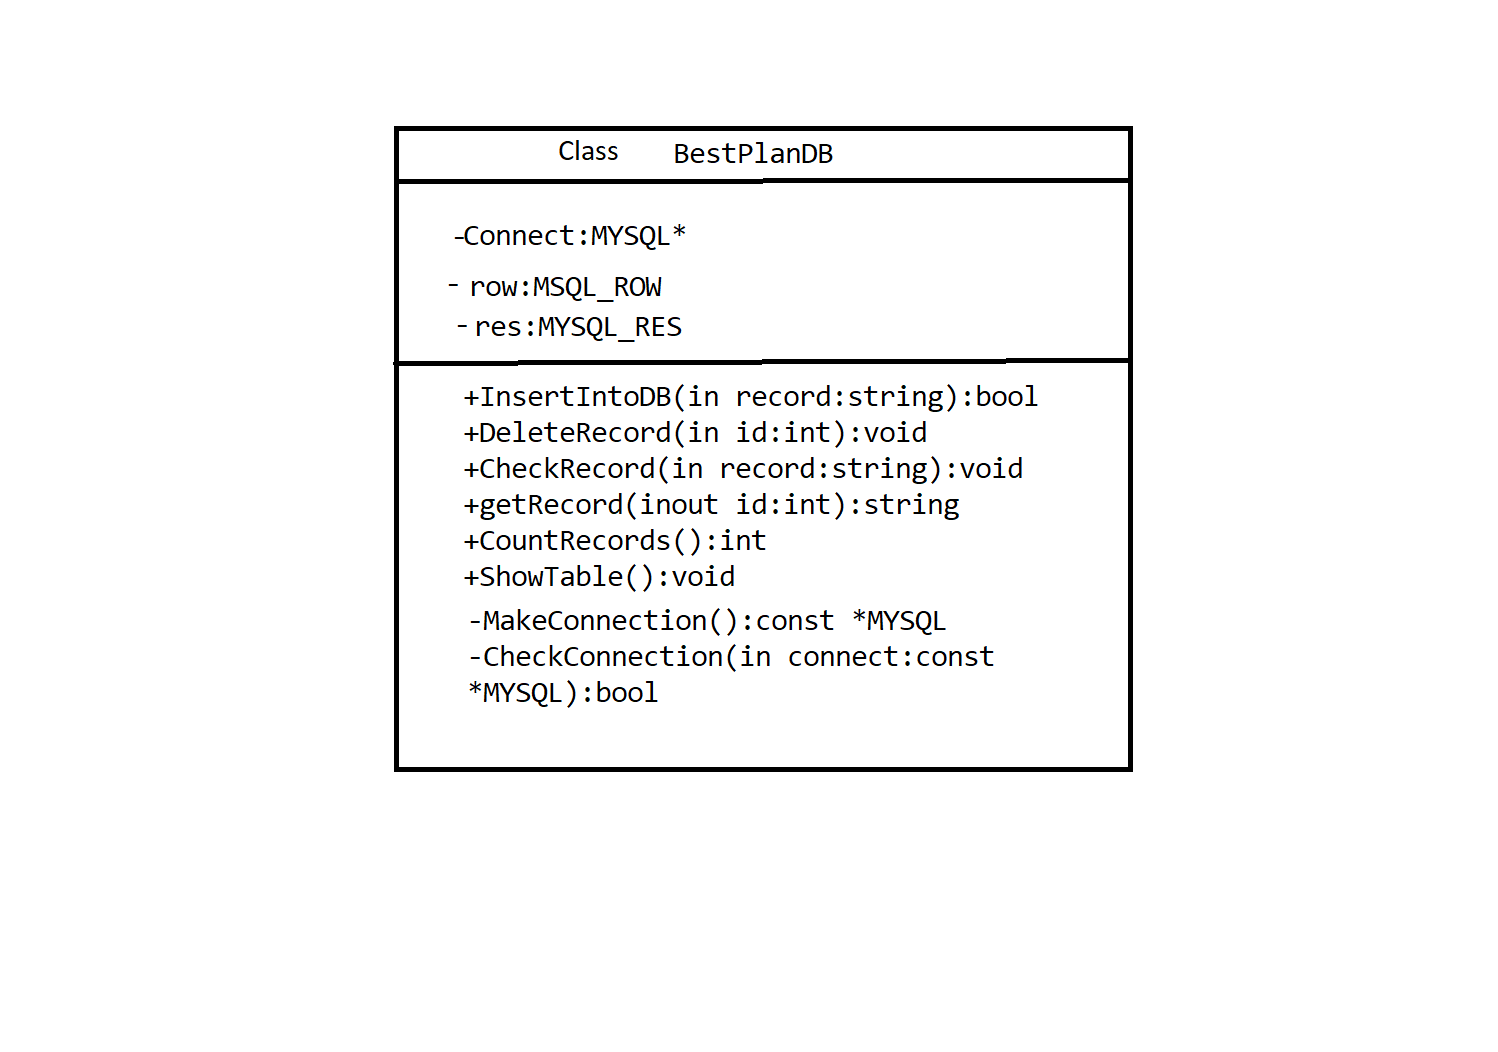 Class BestPlanDB
-Connect:MYSQL*
- row:MSQL_ROW
- res:MYSQL_RES
+InsertIntoDB(in record:string):bool
+DeleteRecord(in id:int):void
+CheckRecord(in record:string):void
+getRecord(inout id:int):string
+CountRecords():int
+ShowTable():void
-MakeConnection():const *MYSQL
-CheckConnection(in connect:const
*MYSQL):bool